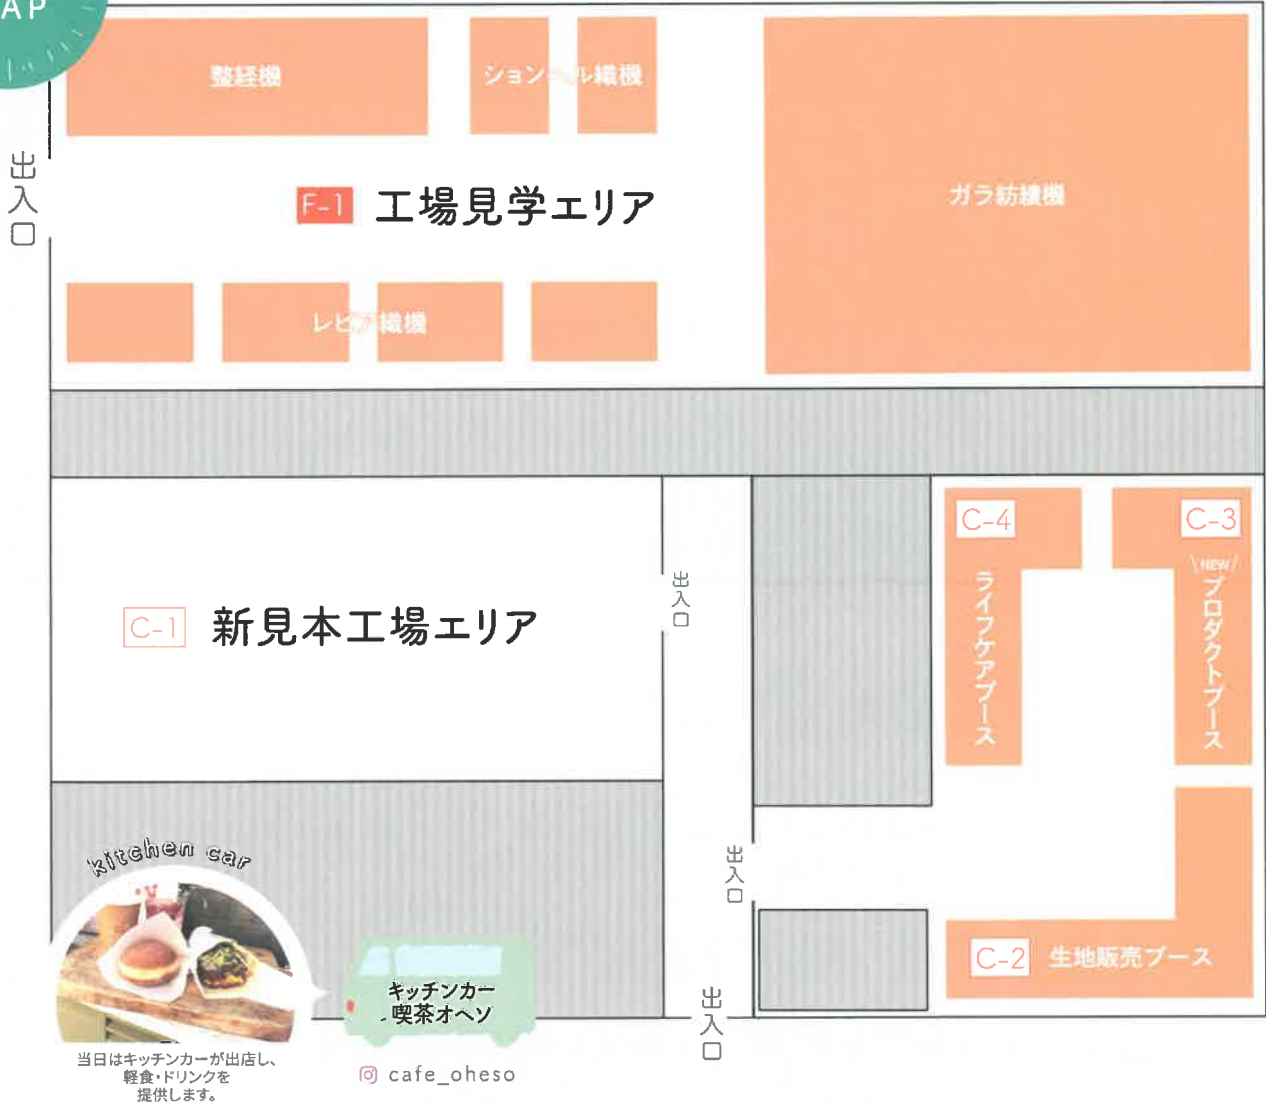 AP
整経機
ションヘル織機
出入口
F-1 工場見学エリア
ガラ紡績機
レピア織機
C-4
ライフケアブース
C-3
NEW
プロダクトブース
出入口
C-1 新見本工場エリア
出入口
C-2 生地販売ブース
出入口
kitchen car
キッチンカー
喫茶オヘソ
cafe_oheso
当日はキッチンカーが出店し、
軽食・ドリンクを
提供します。